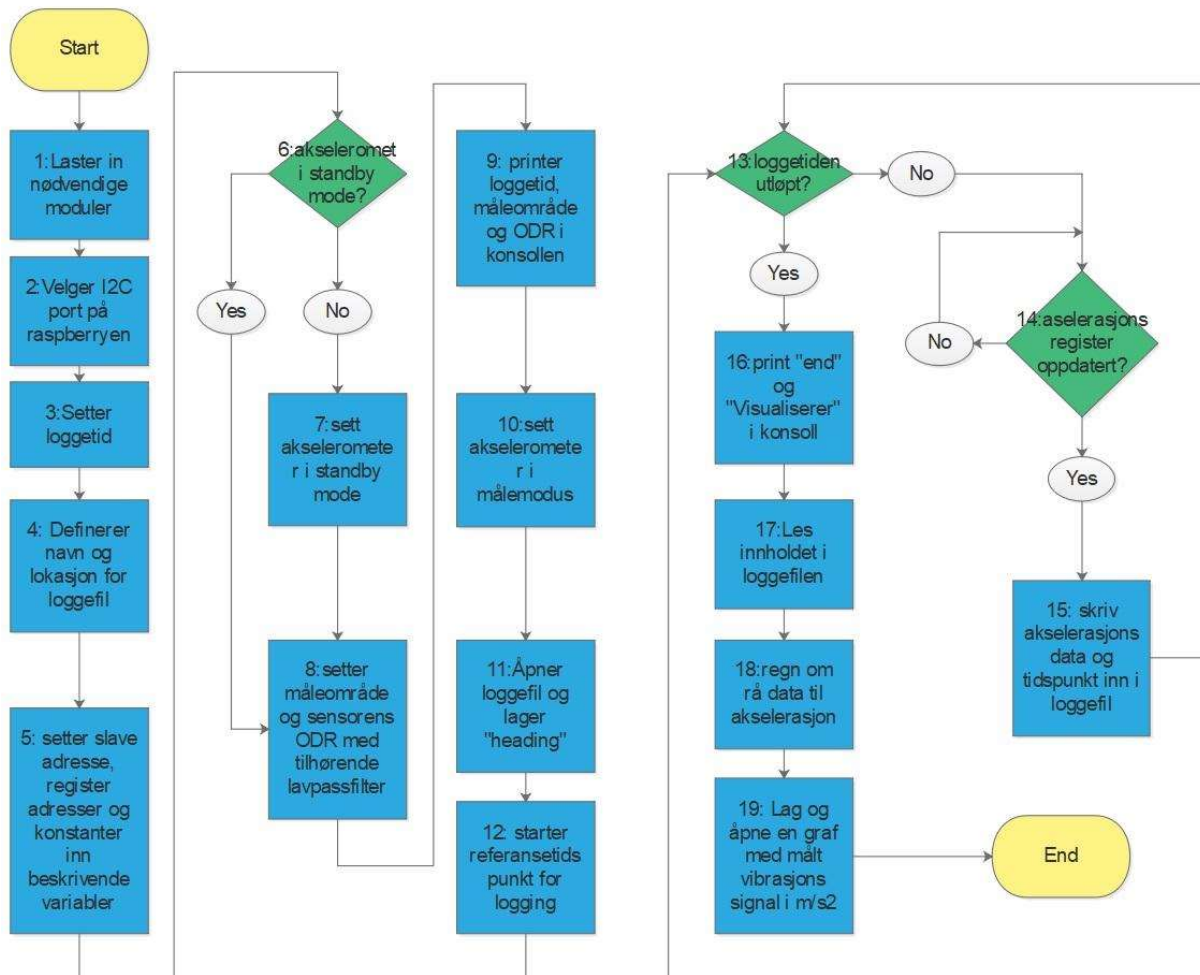 Start
1:Laster in
nødvendige
moduler
2:Velger I2C
port på
raspberryen
3:Setter
loggetid
4: Definerer
navn og
lokasjon for
loggefil
5: setter slave
adresse,
register
adresser og
konstanter
inn
beskrivende
variabler
6:akseleromet
i standby
mode?
Yes
No
7:sett
akseleromete
r i standby
mode
8:setter
måleområde
og sensorens
ODR med
tilhørende
lavpassfilter
9: printer
loggetid,
måleområde
og ODR i
konsollen
10:sett
akseleromete
r i
målemodus
11:Åpner
loggefil og
lager
"heading"
12: starter
referansetids
punkt for
logging
13:loggetiden
utløpt?
No
Yes
14:aselerasjons
register
oppdatert?
No
Yes
15: skriv
akselerasjons
data og
tidspunkt inn i
loggefil
16:print "end"
og
"Visualiserer"
i konsoll
17:Les
innholdet i
loggefilen
18:regn om
rå data til
akselerasjon
19: Lag og
åpne en graf
med målt
vibrasjons
signal i m/s2
End